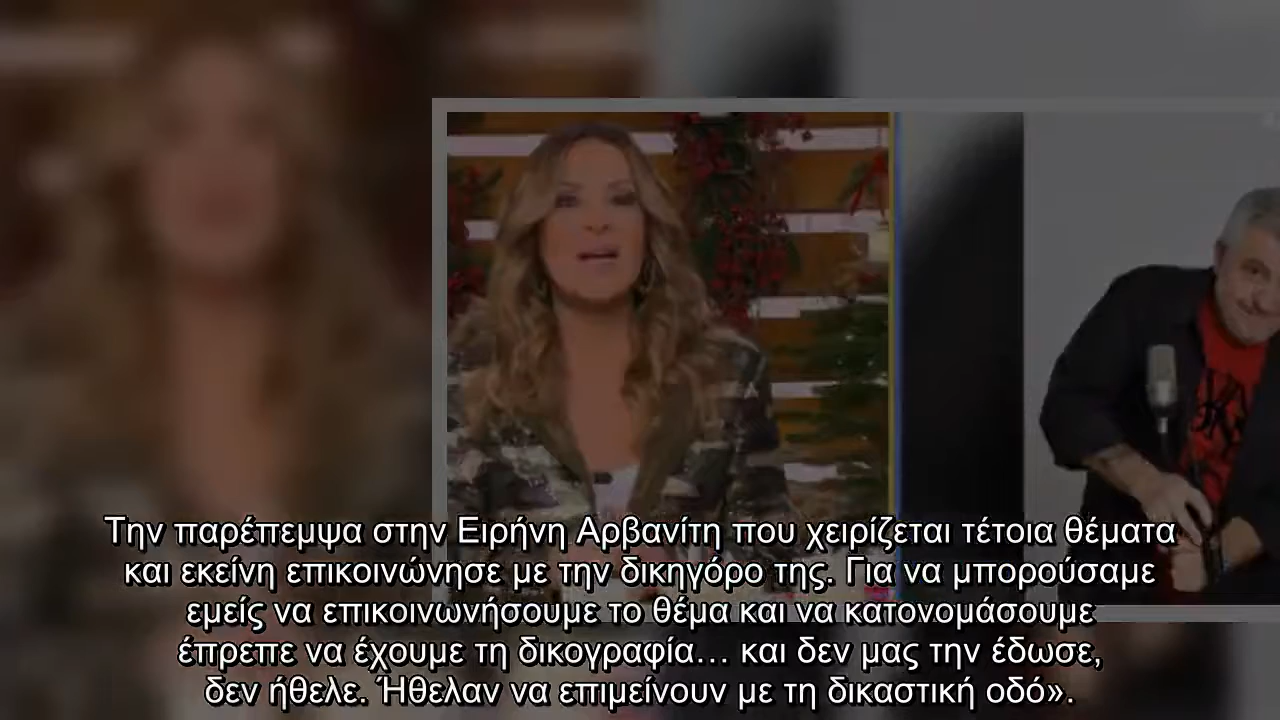 Την παρέπεμψα στην Ειρήνη Αρβανίτη που χειρίζεται τέτοια θέματα
και εκείνη επικοινώνησε με την δικηγόρο της. Για να μπορούσαμε
εμείς να επικοινωνήσουμε το θέμα και να κατονομάσουμε
έπρεπε να έχουμε τη δικογραφία… και δεν μας την έδωσε,
δεν ήθελε. Ήθελαν να επιμείνουν με τη δικαστική οδό».